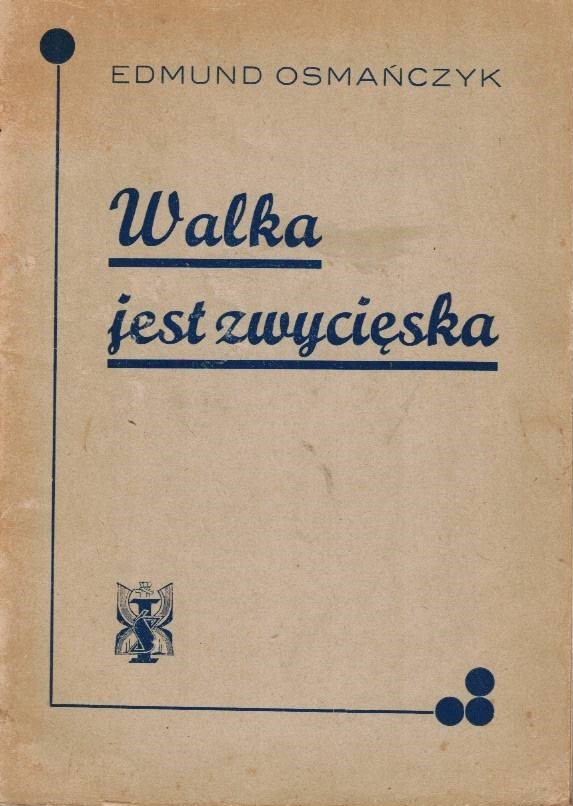 EDMUND OSMAŃCZYK
Walka
jest zwycięska